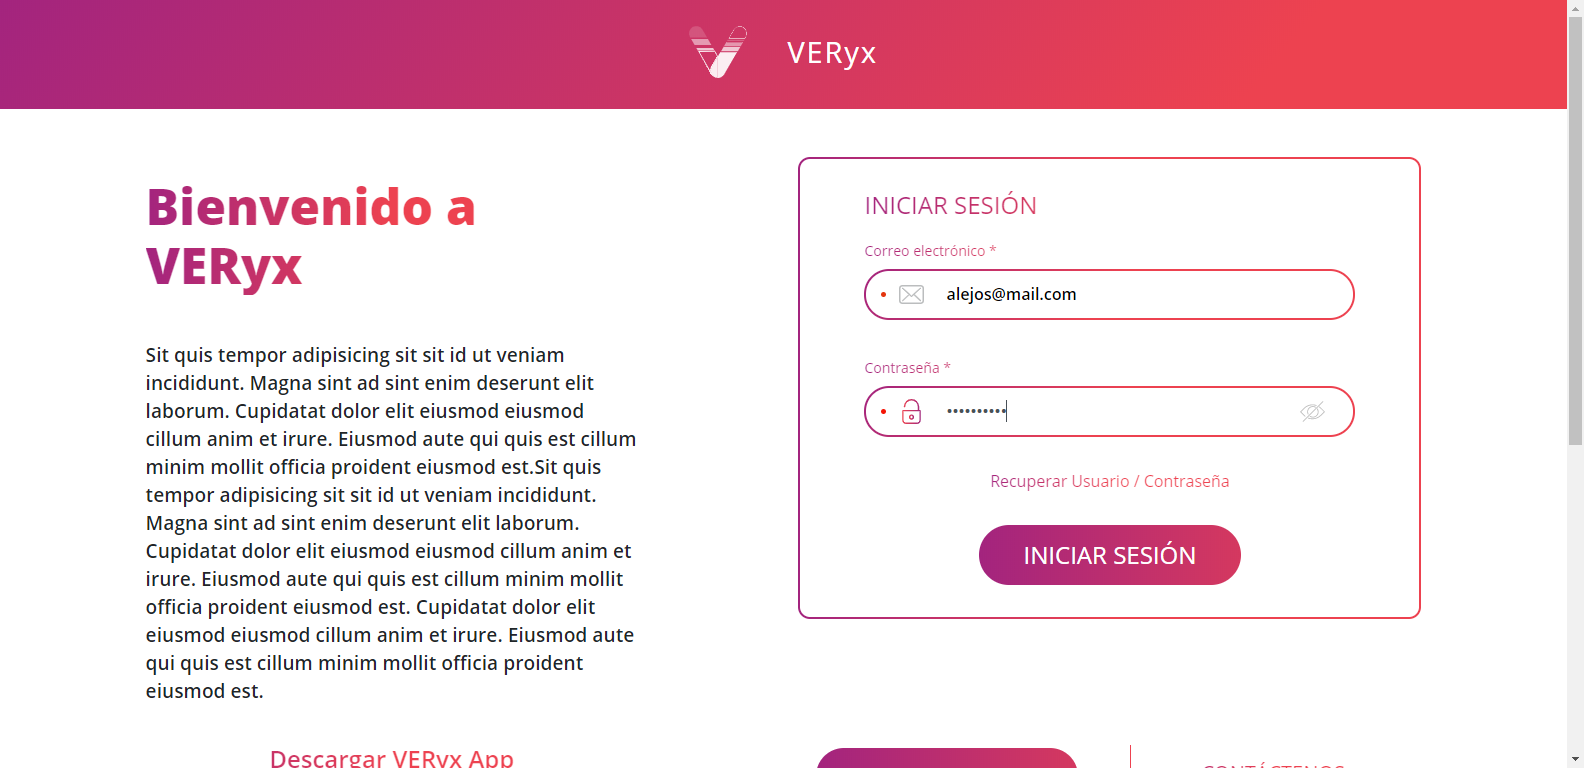 VERyx
Bienvenido a
VERyx
Sit quis tempor adipisicing sit sit id ut veniam
incididunt. Magna sint ad sint enim deserunt elit
laborum. Cupidatat dolor elit eiusmod eiusmod
cillum anim et irure. Eiusmod aute qui quis est cillum
minim mollit officia proident eiusmod est.Sit quis
tempor adipisicing sit sit id ut veniam incididunt.
Magna sint ad sint enim deserunt elit laborum.
Cupidatat dolor elit eiusmod eiusmod cillum anim et
irure. Eiusmod aute qui quis est cillum minim mollit
officia proident eiusmod est. Cupidatat dolor elit
eiusmod eiusmod cillum anim et irure. Eiusmod aute
qui quis est cillum minim mollit officia proident
eiusmod est.
Descargar VERyx App
INICIAR SESIÓN
Correo electrónico *
alejos@mail.com
Contraseña *
••••••••••
Recuperar Usuario / Contraseña
INICIAR SESIÓN
CONTÁCTENOS